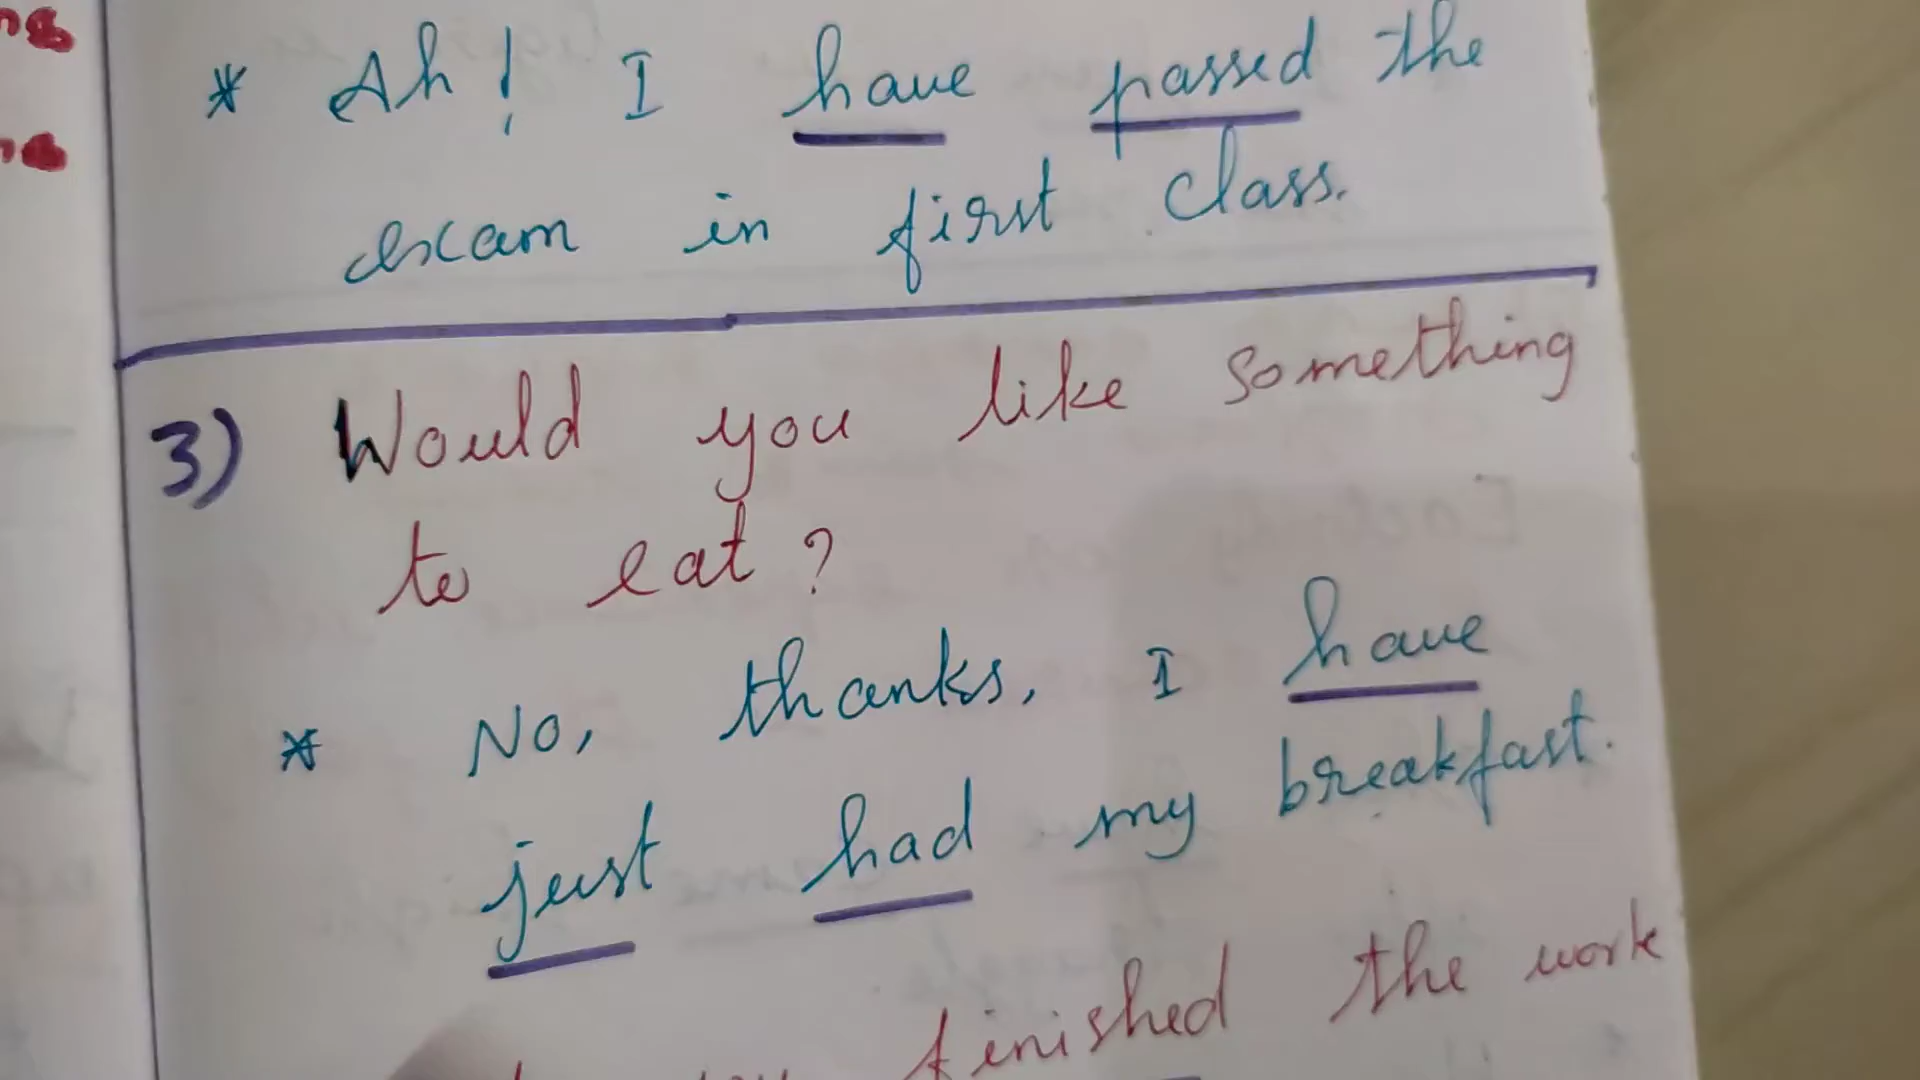 * Ah! I have passed the
exam in first class.
3) Would you like something
to eat?
* No, thanks, I have
just had my breakfast.
finished the work